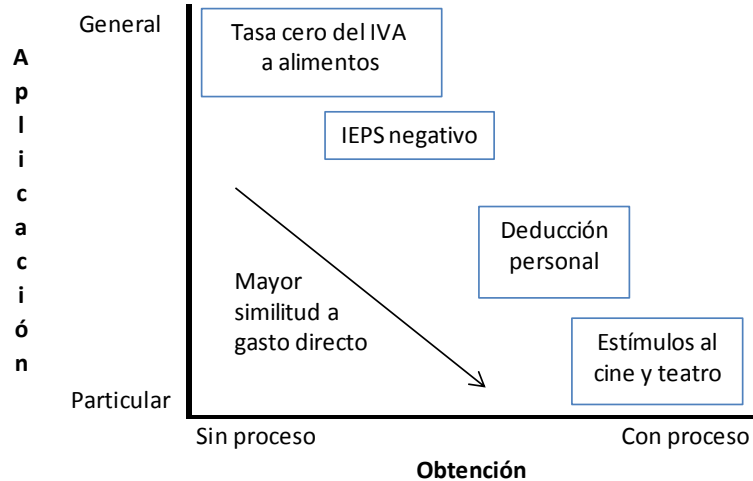 General
Tasa cero del IVA
a alimentos
IEPS negativo
Aplicación
Deducción
personal
Mayor
similitud a
gasto directo
Estímulos al
cine y teatro
Particular
Sin proceso
Con proceso
Obtención